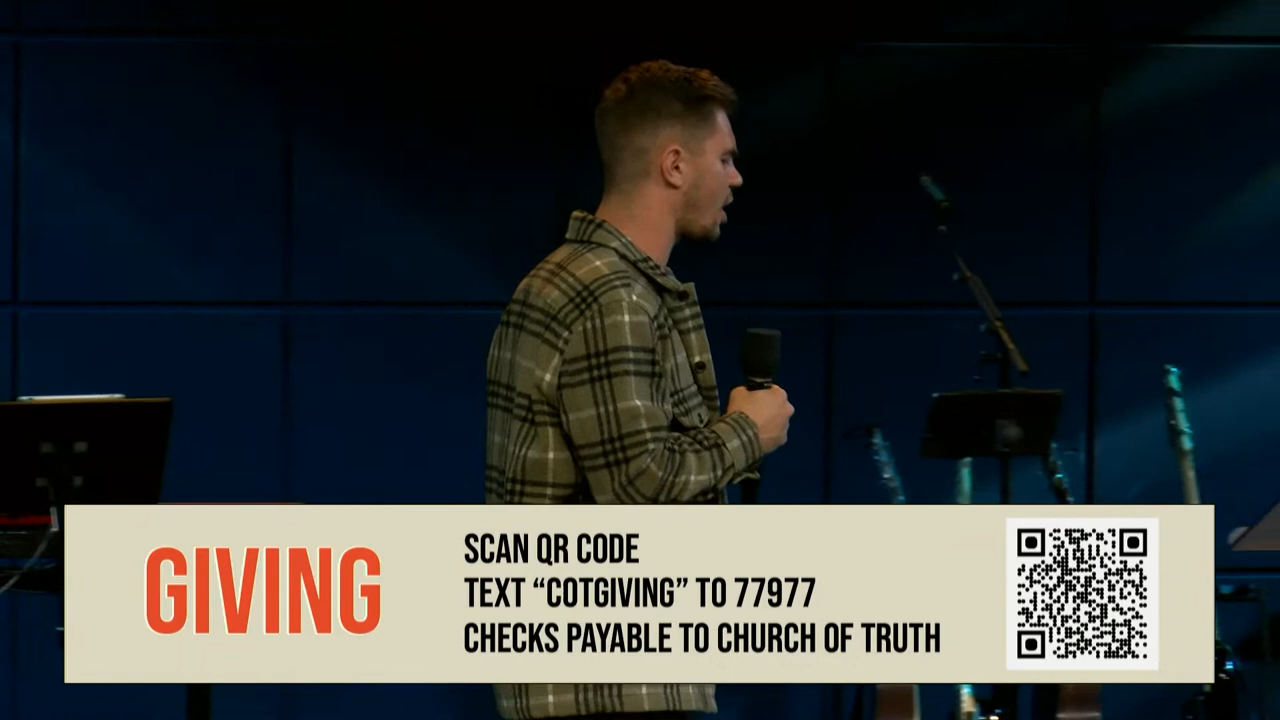 GIVING
SCAN QR CODE
TEXT “COTGIVING” TO 77977
CHECKS PAYABLE TO CHURCH OF TRUTH